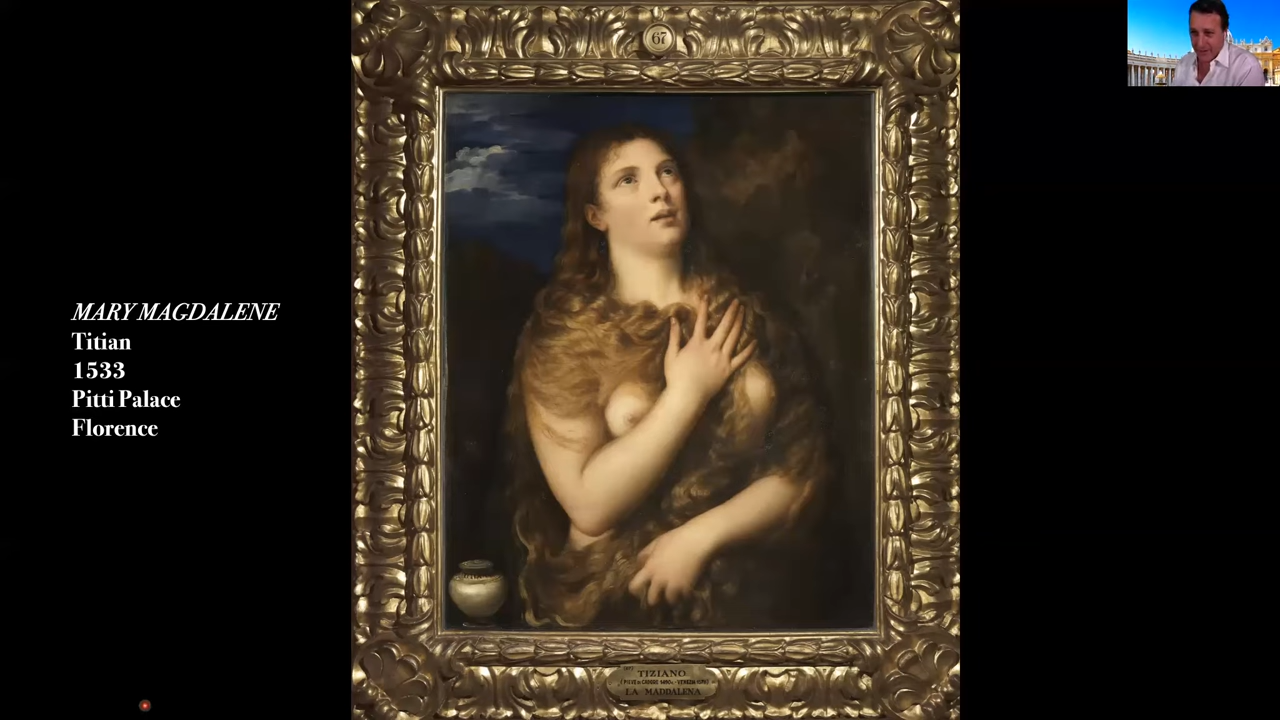 67
MARY MAGDALENE
Titian
1533
Pitti Palace
Florence
TIZIANO
LA MADDALENA